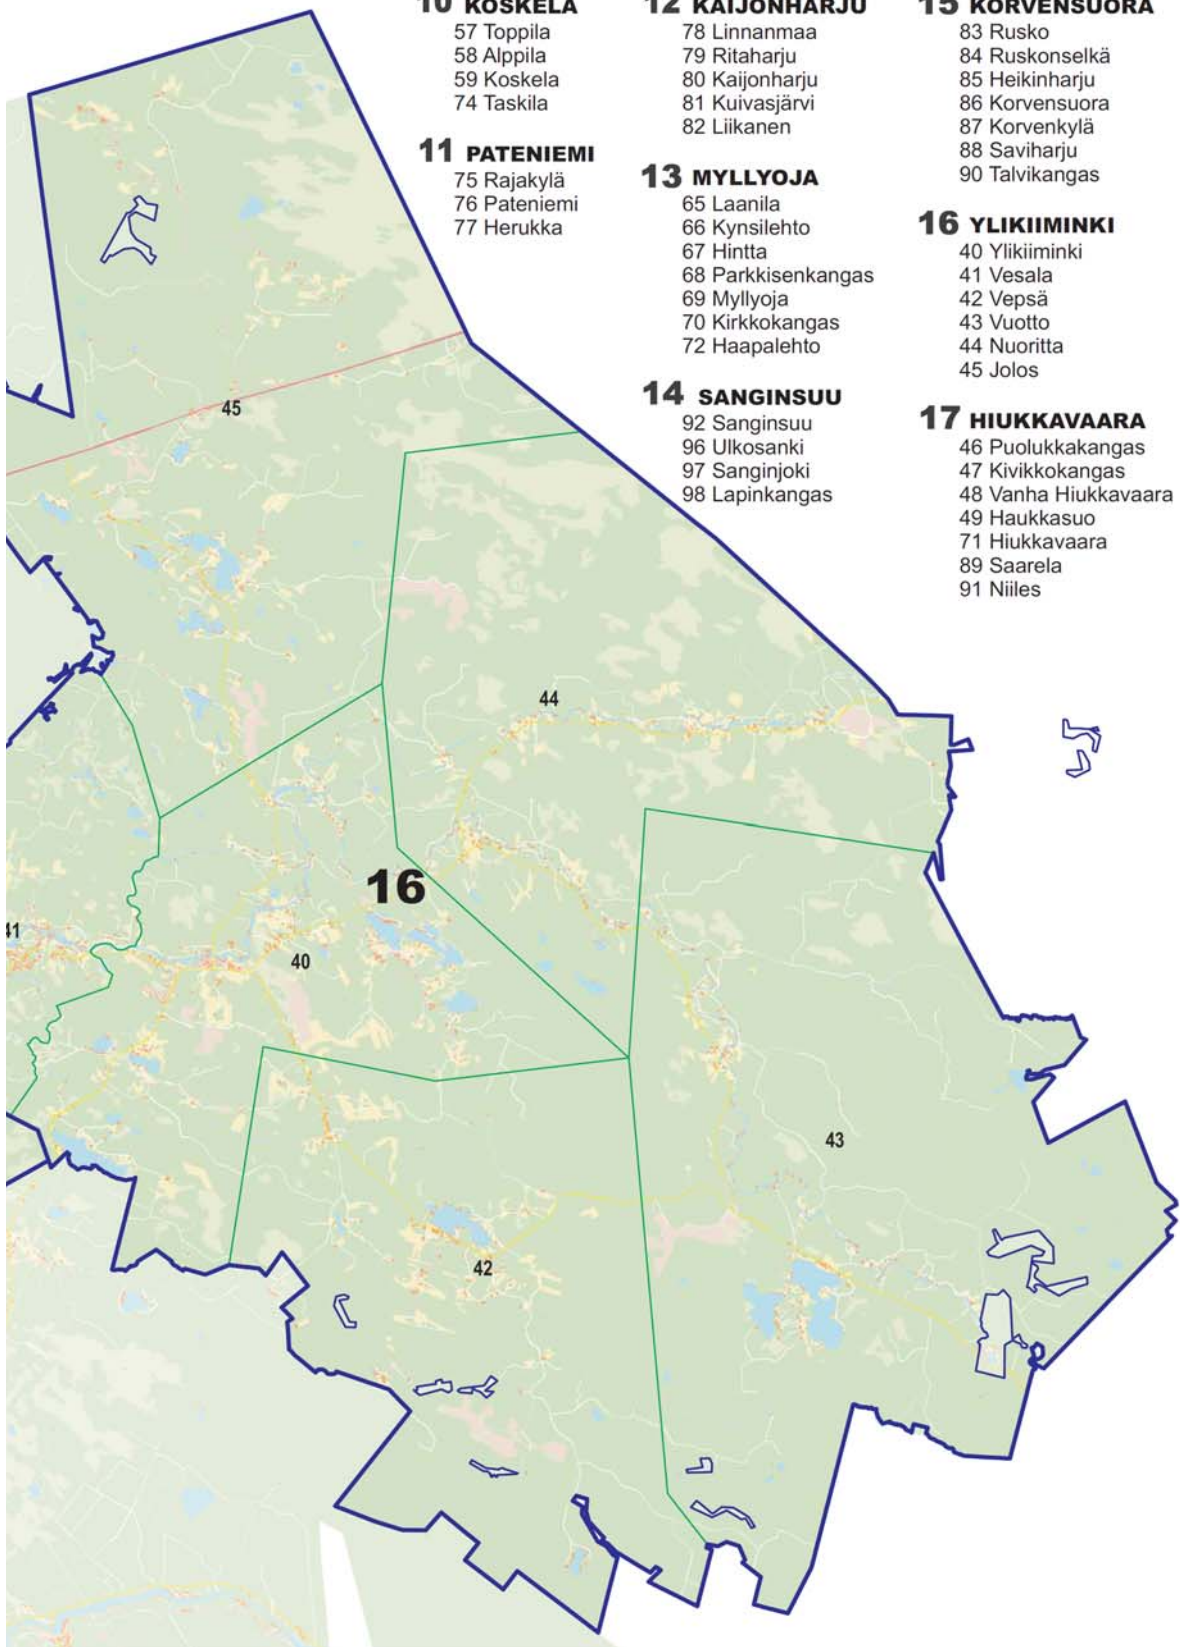 10 KOSKELA
57 Toppila
58 Alppila
59 Koskela
74 Taskila
11 PATENIEMI
75 Rajakylä
76 Pateniemi
77 Herukka
12 KAIJONHARJU
78 Linnanmaa
79 Ritaharju
80 Kaijonharju
81 Kuivasjärvi
82 Liikanen
13 MYLLYOJA
65 Laanila
66 Kynsilehto
67 Hintta
68 Parkkisenkangas
69 Myllyoja
70 Kirkkokangas
72 Haapalehto
14 SANGINSUU
92 Sanginsuu
96 Ulkosanki
97 Sanginjoki
98 Lapinkangas
15 KORVENSUORA
83 Rusko
84 Ruskonselkä
85 Heikinharju
86 Korvensuora
87 Korvenkylä
88 Saviharju
90 Talvikangas
16 YLIKIIMINKI
40 Ylikiiminki
41 Vesala
42 Vepsä
43 Vuotto
44 Nuoritta
45 Jolos
17 HIUKKAVAARA
46 Puolukkakangas
47 Kivikkokangas
48 Vanha Hiukkavaara
49 Haukkasuo
71 Hiukkavaara
89 Saarela
91 Niiles
45
44
16
41
40
43
42